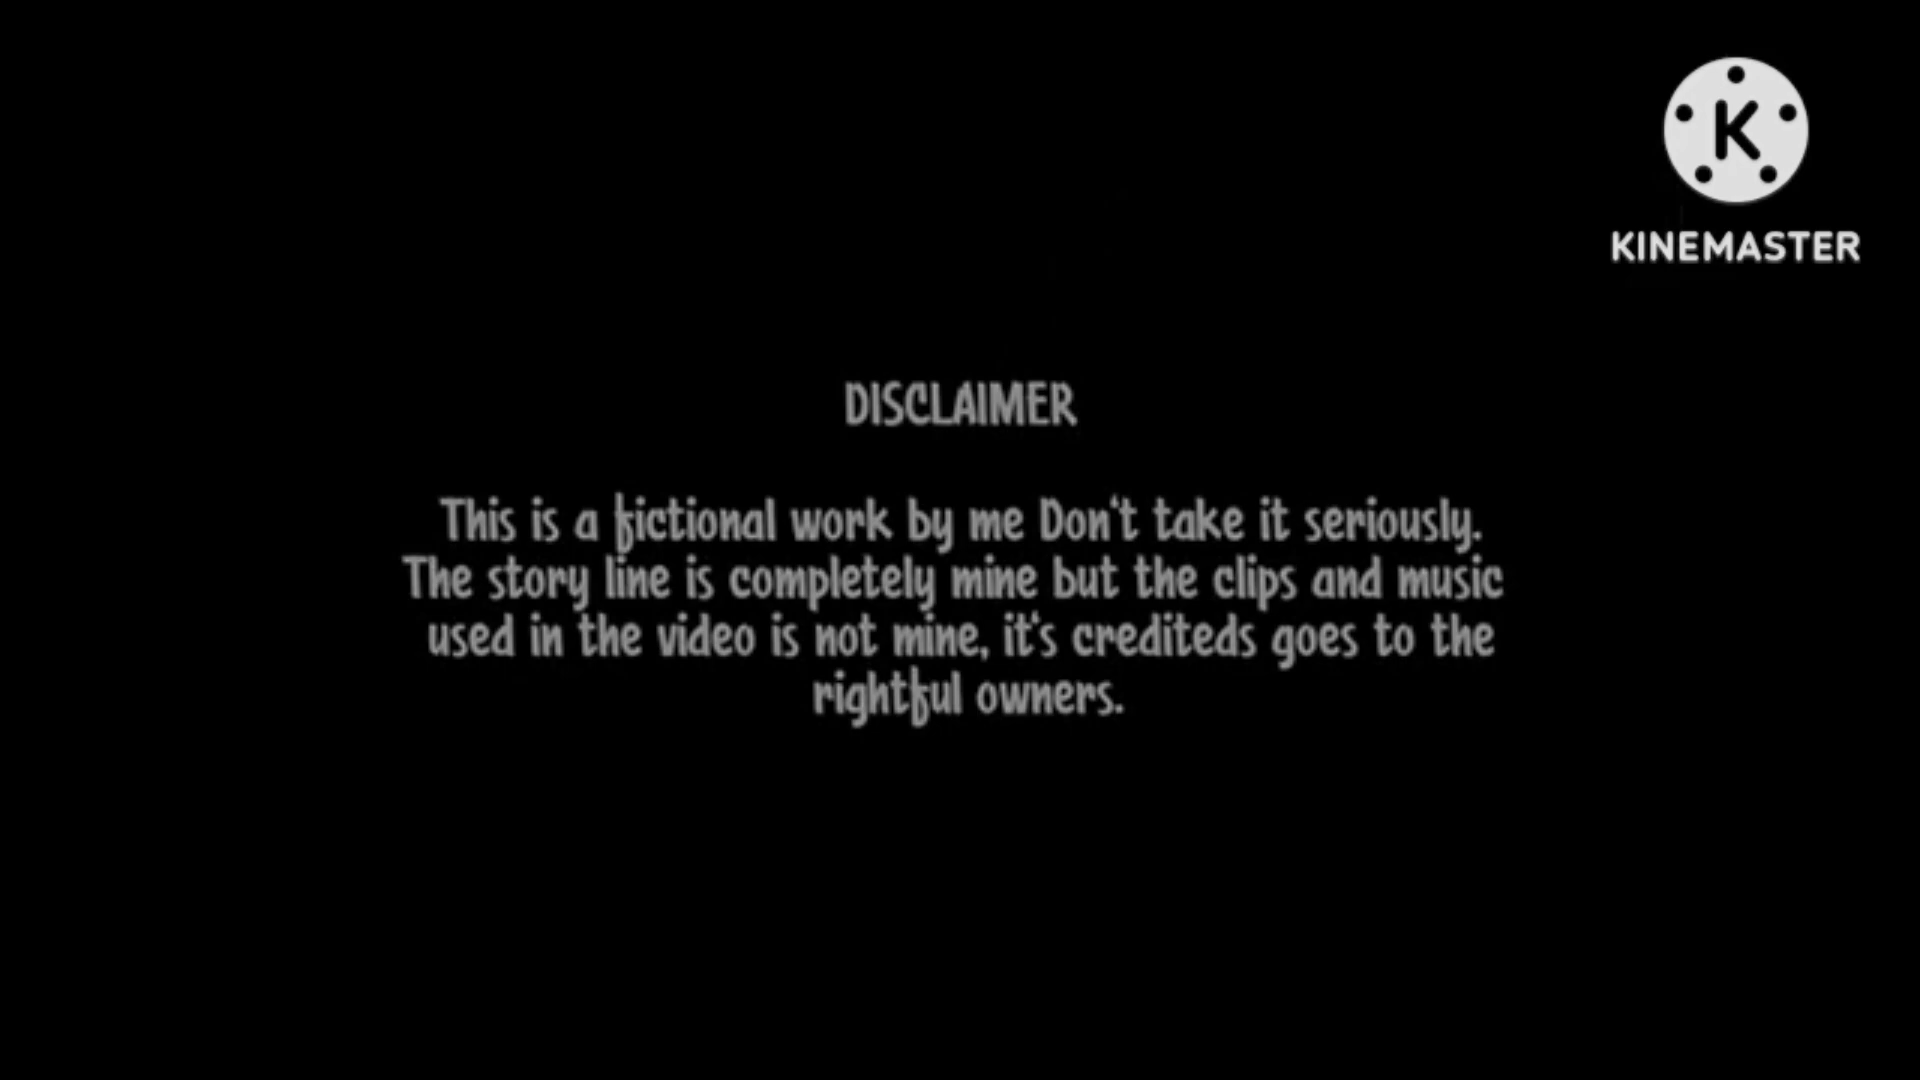 K
KINEMASTER
DISCLAIMER
This is a fictional work by me Don't take it seriously.
The story line is completely mine but the clips and music
used in the video is not mine, it's crediteds goes to the
rightful owners.